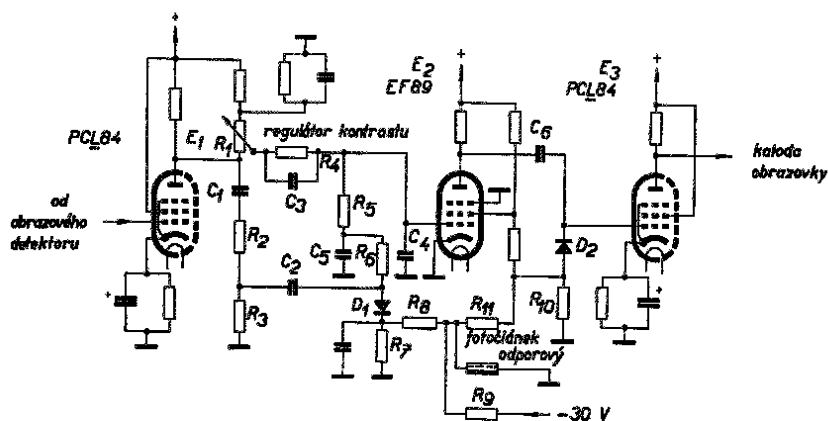 +
E2
EF89
+
E3
PCL84
+
PCL84
E1
R1
regulátor kontrastu
R4
C3
C6
katoda
obrazovky
od
obrazového
detektoru
C1
R2
R5
C5
R6
C4
D2
C2
R3
D1
R8
R11
R10
R7
fotočlánek
odporový
R9
-30 V
+
+